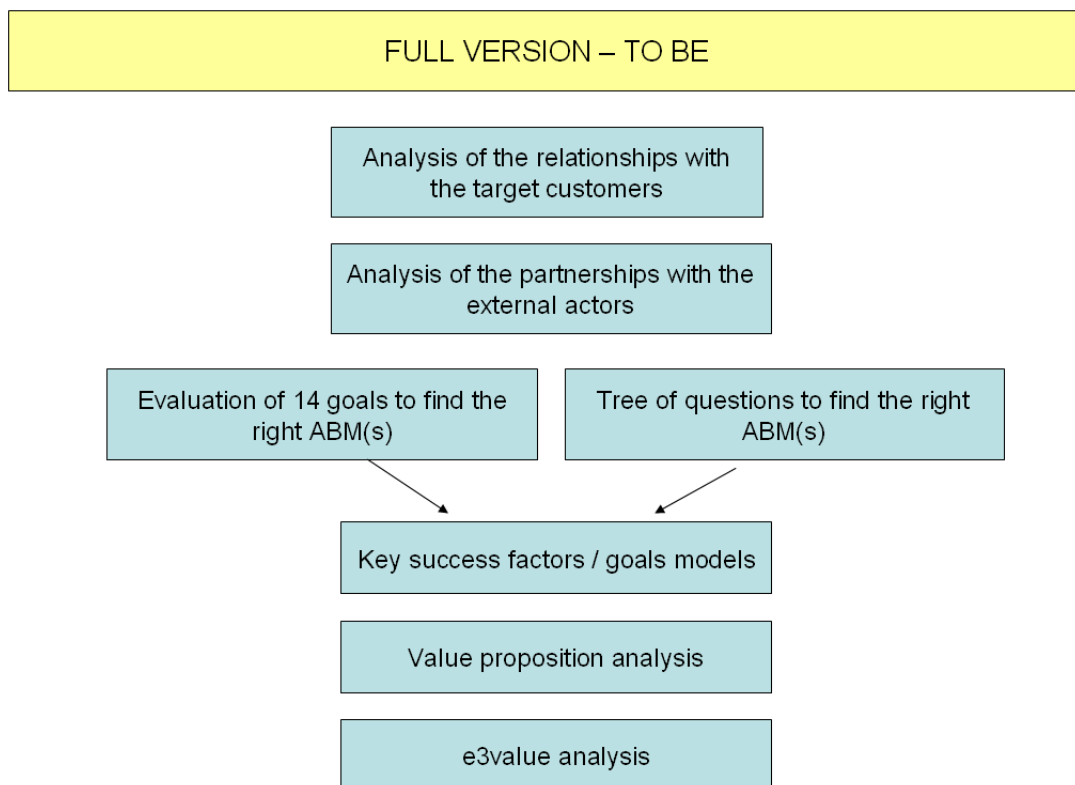 FULL VERSION – TO BE
Analysis of the relationships with
the target customers
Analysis of the partnerships with the
external actors
Evaluation of 14 goals to find the
right ABM(s)
Tree of questions to find the right
ABM(s)
Key success factors / goals models
Value proposition analysis
e3value analysis